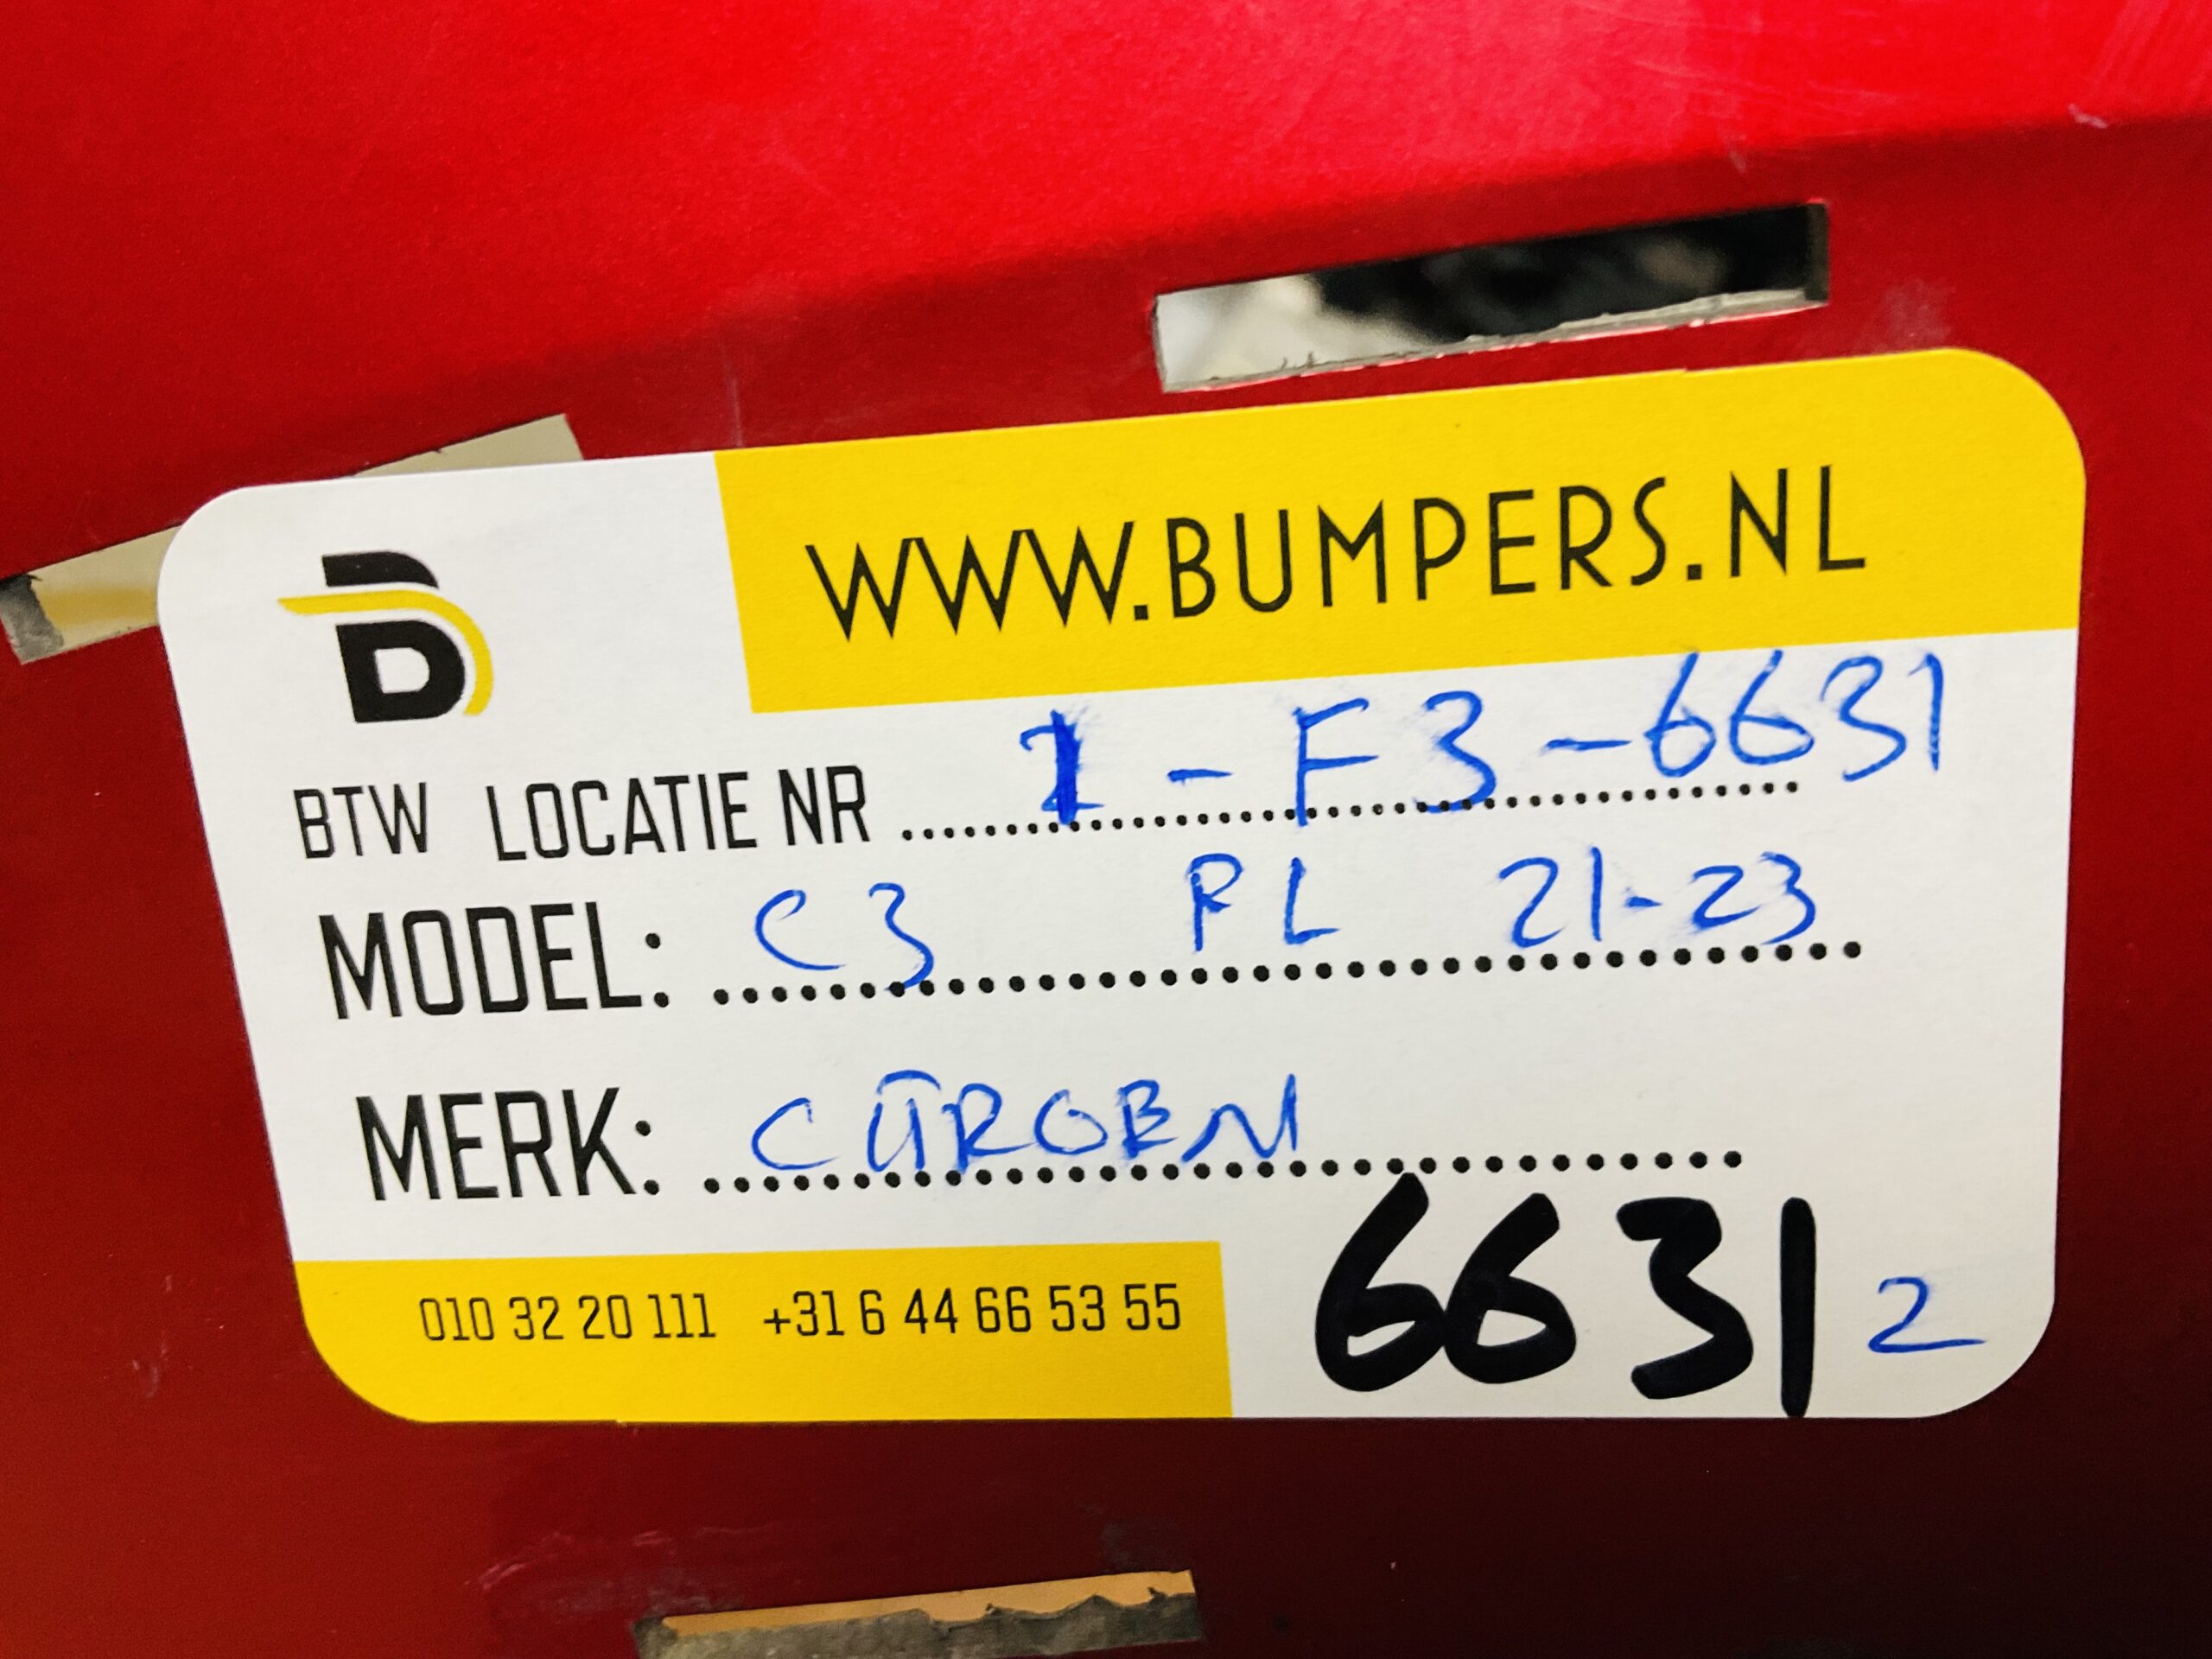 WWW.BUMPERS.NL
BTW LOCATIE NR 1-F3-6631
MODEL: C3 FL 21-23
MERK: CITROEN
010 32 20 111 +31 6 44 66 53 55
6631 2